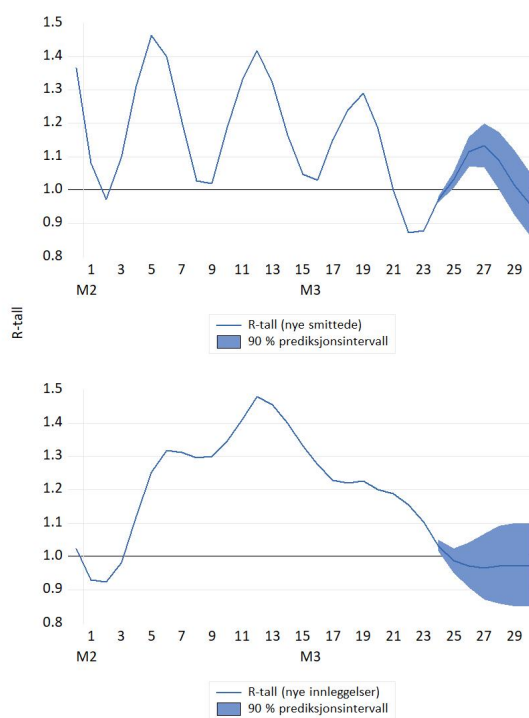 1.5
1.4
1.3
1.2
1.1
1.0
0.9
0.8
1 3 5 7 9 11 13 15 17 19 21 23 25 27 29
M2 M3
R-tall (nye smittede)
90 % prediksjonsintervall
R-tall
1.5
1.4
1.3
1.2
1.1
1.0
0.9
0.8
1 3 5 7 9 11 13 15 17 19 21 23 25 27 29
M2 M3
R-tall (nye innleggelser)
90 % prediksjonsintervall